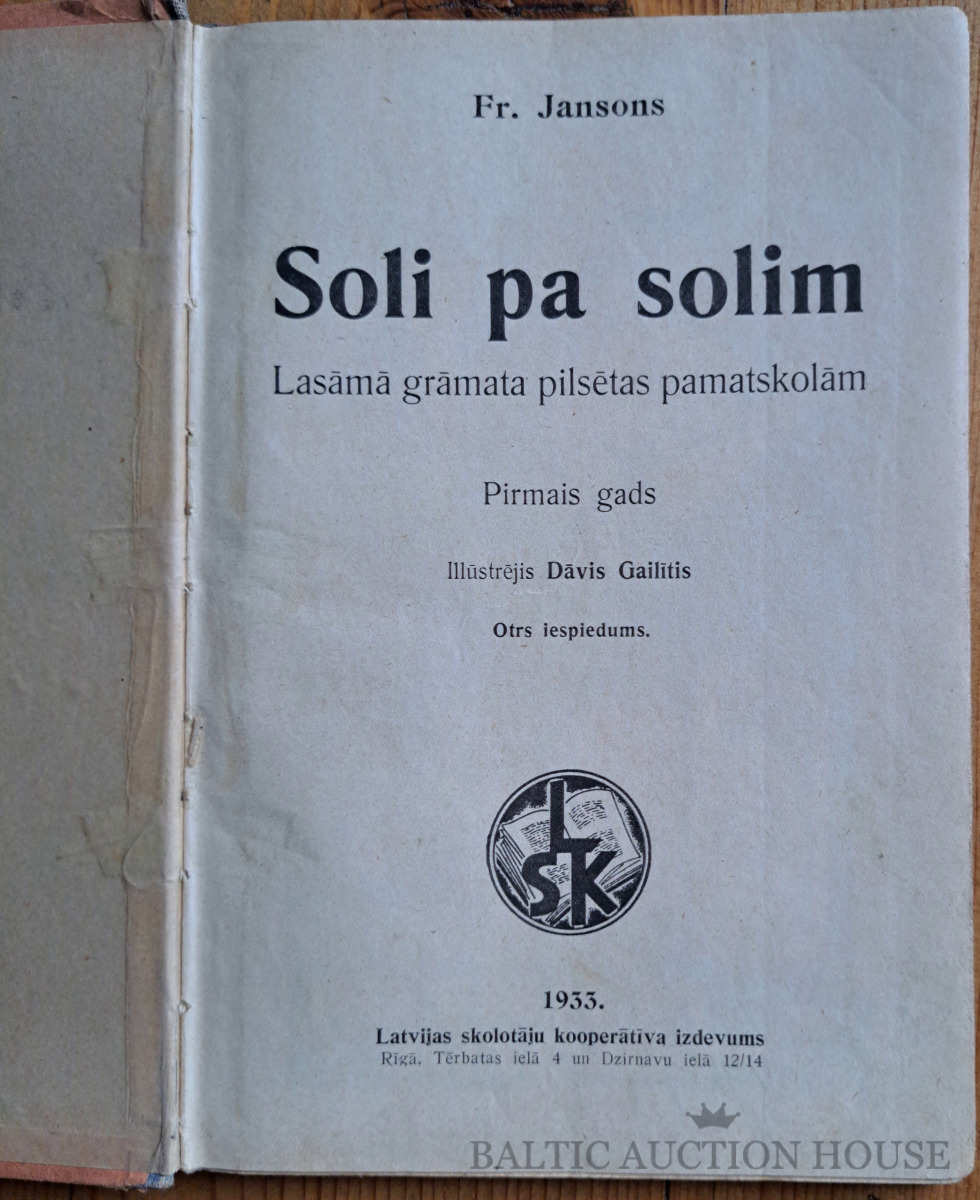 Fr. Jansons
Soli pa solim
Lasāmā grāmata pilsētas pamatskolām
Pirmais gads
Illūstrējis Dāvis Gailītis
Otrs iespiedums.
L
STK
1933.
Latvijas skolotāju kooperātīva izdevums
Rīgā, Tērbatas ielā 4 un Dzirnavu ielā 12/14
BALTIC AUCTION HOUSE